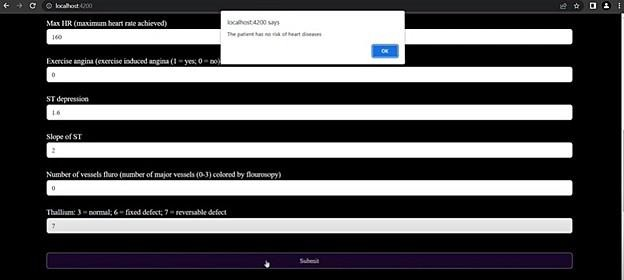 localhost:4200
localhost:4200 says
The patient has no risk of heart diseases
OK
Max HR (maximum heart rate achieved)
160
Exercise angina (exercise induced angina (1 = yes; 0 = no)
0
ST depression
1.6
Slope of ST
2
Number of vessels fluro (number of major vessels (0-3) colored by flourosopy)
0
Thallium: 3 = normal; 6 = fixed defect; 7 = reversable defect
7
Submit